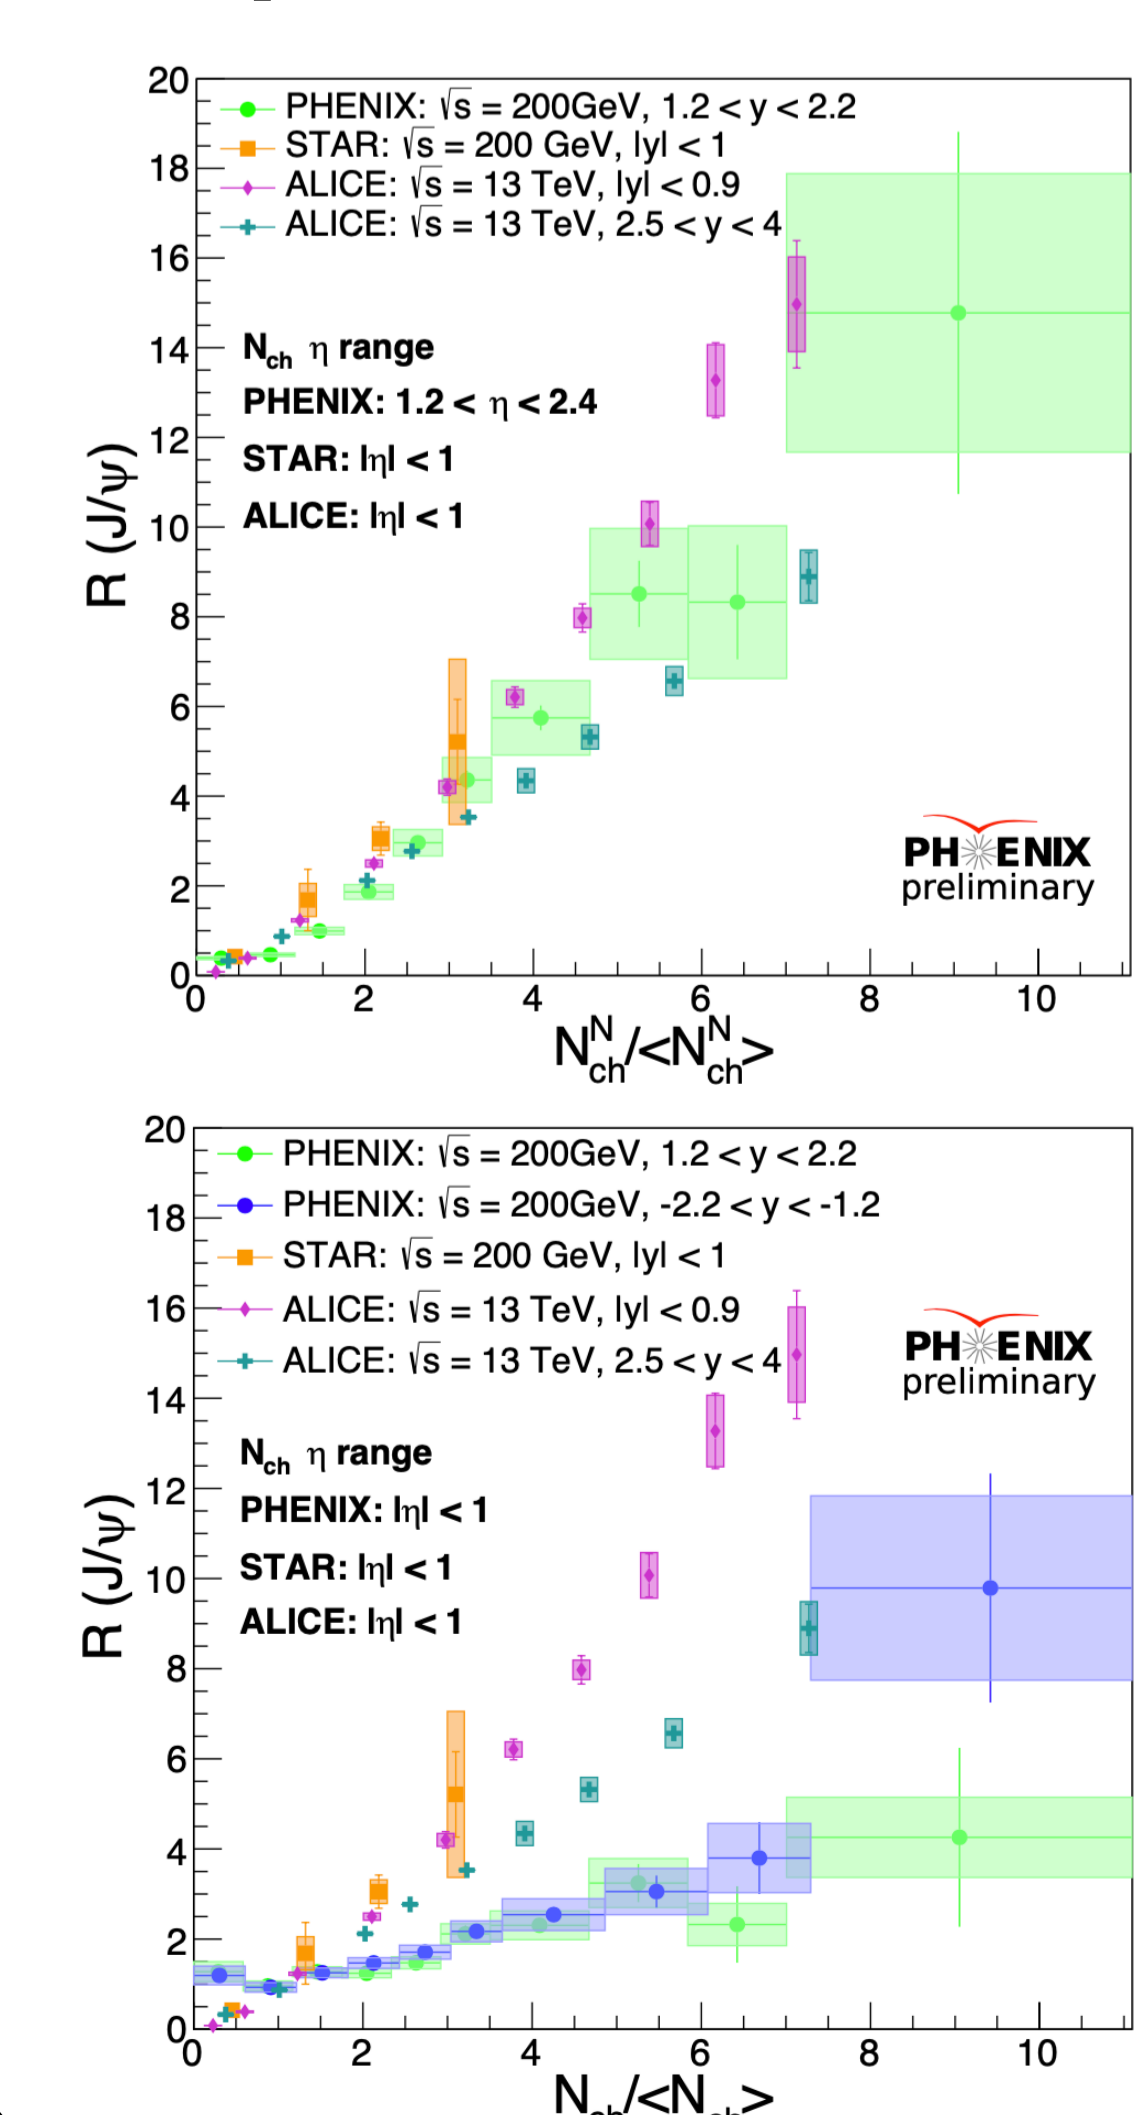 20
PHENIX: √s = 200GeV, 1.2 < y < 2.2
STAR: √s = 200 GeV, |y| < 1
18
ALICE: √s = 13 TeV, |y| < 0.9
ALICE: √s = 13 TeV, 2.5 < y < 4
16
N_ch η range
14
PHENIX: 1.2 < η < 2.4
12
STAR: |η| < 1
10
ALICE: |η| < 1
R (J/ψ)
8
6
4
PHENIX
preliminary
2
0
0 2 4 6 8 10
N_ch^N/<N_ch^N>
20
PHENIX: √s = 200GeV, 1.2 < y < 2.2
PHENIX: √s = 200GeV, -2.2 < y < -1.2
18
STAR: √s = 200 GeV, |y| < 1
16
ALICE: √s = 13 TeV, |y| < 0.9
PHENIX
preliminary
ALICE: √s = 13 TeV, 2.5 < y < 4
14
N_ch η range
12
PHENIX: |η| < 1
10
STAR: |η| < 1
ALICE: |η| < 1
R (J/ψ)
8
6
4
2
0
0 2 4 6 8 10
N_ch/<N_ch>